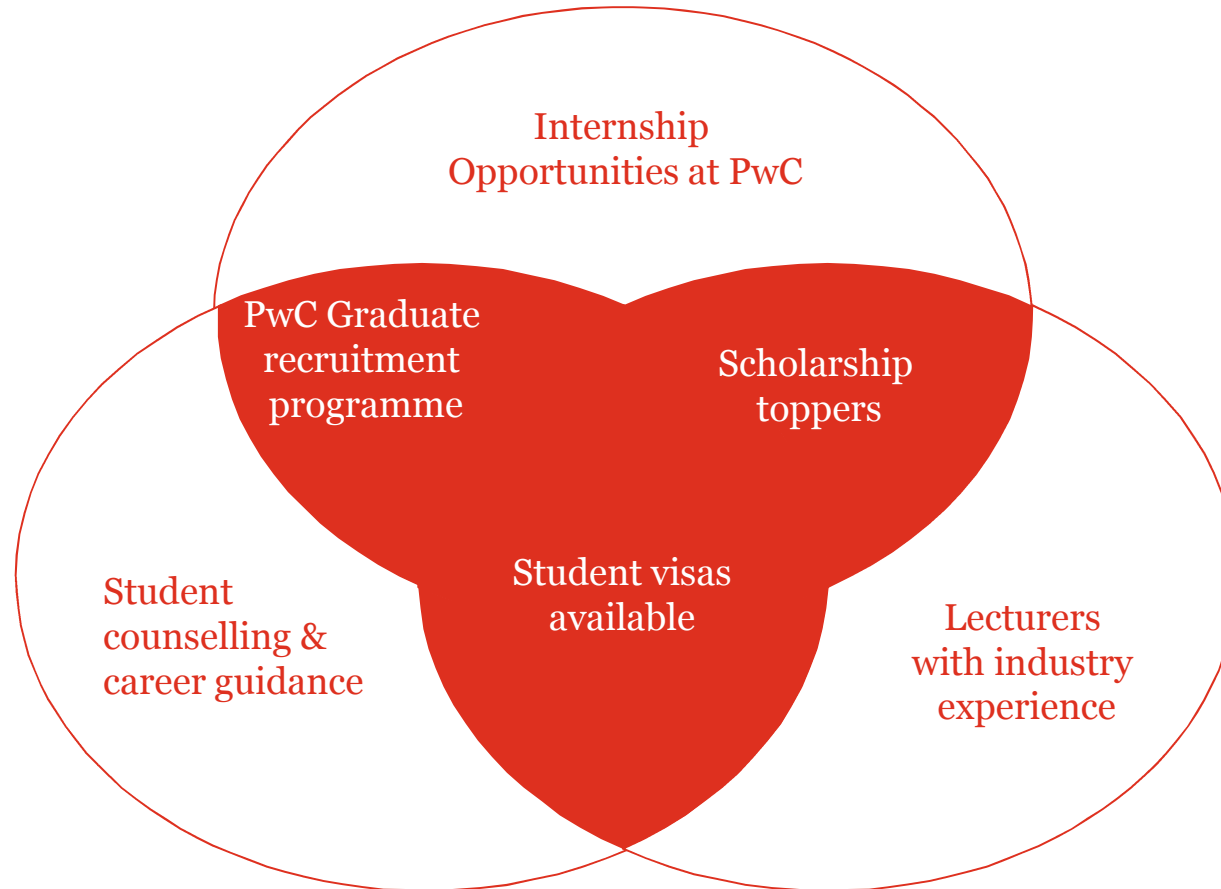 Internship
Opportunities at PwC
PwC Graduate
recruitment
programme
Scholarship
toppers
Student visas
available
Student
counselling &
career guidance
Lecturers
with industry
experience